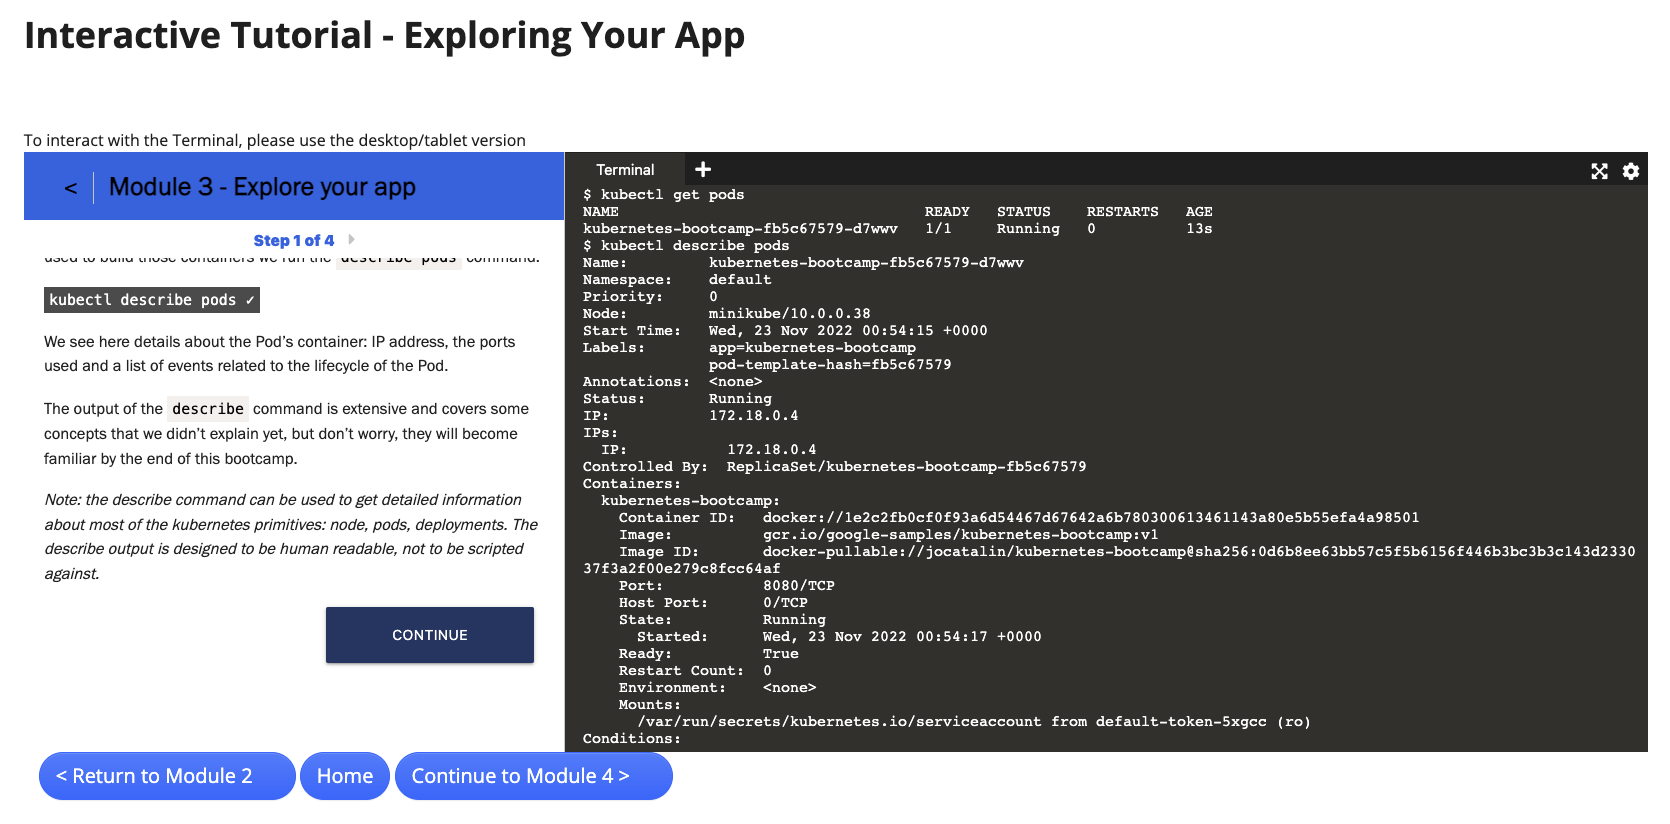 Interactive Tutorial - Exploring Your App
To interact with the Terminal, please use the desktop/tablet version
< Module 3 - Explore your app
Step 1 of 4
used to build those containers we run the describe pods command.
kubectl describe pods ✓
We see here details about the Pod’s container: IP address, the ports
used and a list of events related to the lifecycle of the Pod.
The output of the describe command is extensive and covers some
concepts that we didn’t explain yet, but don’t worry, they will become
familiar by the end of this bootcamp.
Note: the describe command can be used to get detailed information
about most of the kubernetes primitives: node, pods, deployments. The
describe output is designed to be human readable, not to be scripted
against.
CONTINUE
Terminal
$ kubectl get pods
NAME READY STATUS RESTARTS AGE
kubernetes-bootcamp-fb5c67579-d7wwv 1/1 Running 0 13s
$ kubectl describe pods
Name: kubernetes-bootcamp-fb5c67579-d7wwv
Namespace: default
Priority: 0
Node: minikube/10.0.0.38
Start Time: Wed, 23 Nov 2022 00:54:15 +0000
Labels: app=kubernetes-bootcamp
pod-template-hash=fb5c67579
Annotations: <none>
Status: Running
IP: 172.18.0.4
IPs:
IP: 172.18.0.4
Controlled By: ReplicaSet/kubernetes-bootcamp-fb5c67579
Containers:
kubernetes-bootcamp:
Container ID: docker://1e2c2fb0cf0f93a6d54467d67642a6b780300613461143a80e5b55efa4a98501
Image: gcr.io/google-samples/kubernetes-bootcamp:v1
Image ID: docker-pullable://jocatalin/kubernetes-bootcamp@sha256:0d6b8ee63bb57c5f5b6156f446b3bc3b3c143d2330
37f3a2f00e279c8fcc64af
Port: 8080/TCP
Host Port: 0/TCP
State: Running
Started: Wed, 23 Nov 2022 00:54:17 +0000
Ready: True
Restart Count: 0
Environment: <none>
Mounts:
/var/run/secrets/kubernetes.io/serviceaccount from default-token-5xgcc (ro)
Conditions:
< Return to Module 2
Home
Continue to Module 4 >